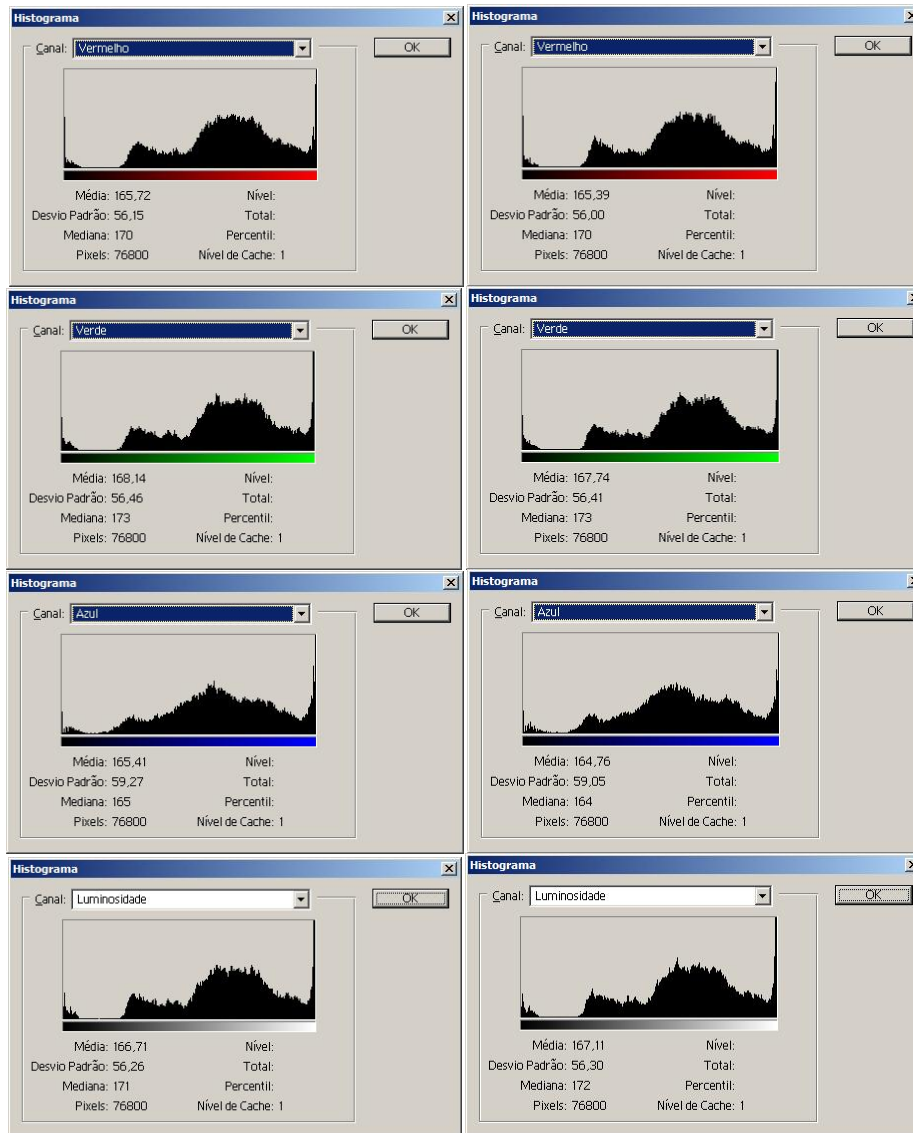 Histograma
Canal: Vermelho OK
Média: 165,72 Nível:
Desvio Padrão: 56,15 Total:
Mediana: 170 Percentil:
Pixels: 76800 Nível de Cache: 1
Histograma
Canal: Vermelho OK
Média: 165,39 Nível:
Desvio Padrão: 56,00 Total:
Mediana: 170 Percentil:
Pixels: 76800 Nível de Cache: 1
Histograma
Canal: Verde OK
Média: 168,14 Nível:
Desvio Padrão: 56,46 Total:
Mediana: 173 Percentil:
Pixels: 76800 Nível de Cache: 1
Histograma
Canal: Verde OK
Média: 167,74 Nível:
Desvio Padrão: 56,41 Total:
Mediana: 173 Percentil:
Pixels: 76800 Nível de Cache: 1
Histograma
Canal: Azul OK
Média: 165,41 Nível:
Desvio Padrão: 59,27 Total:
Mediana: 165 Percentil:
Pixels: 76800 Nível de Cache: 1
Histograma
Canal: Azul OK
Média: 164,76 Nível:
Desvio Padrão: 59,05 Total:
Mediana: 164 Percentil:
Pixels: 76800 Nível de Cache: 1
Histograma
Canal: Luminosidade OK
Média: 166,71 Nível:
Desvio Padrão: 56,26 Total:
Mediana: 171 Percentil:
Pixels: 76800 Nível de Cache: 1
Histograma
Canal: Luminosidade OK
Média: 167,11 Nível:
Desvio Padrão: 56,30 Total:
Mediana: 172 Percentil:
Pixels: 76800 Nível de Cache: 1